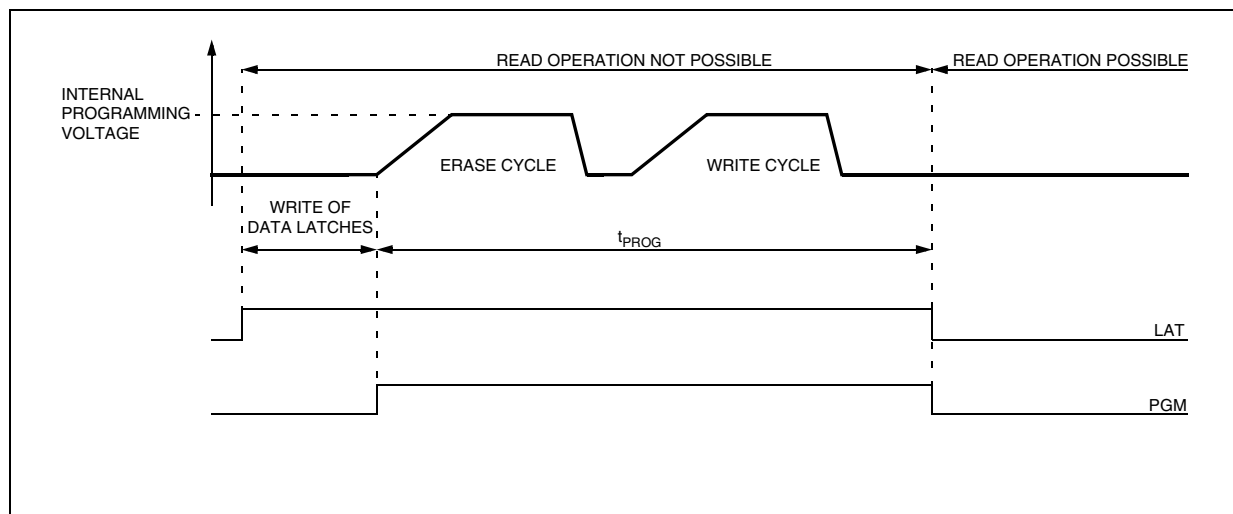 READ OPERATION NOT POSSIBLE
READ OPERATION POSSIBLE
INTERNAL
PROGRAMMING
VOLTAGE
ERASE CYCLE
WRITE CYCLE
WRITE OF
DATA LATCHES
tPROG
LAT
PGM